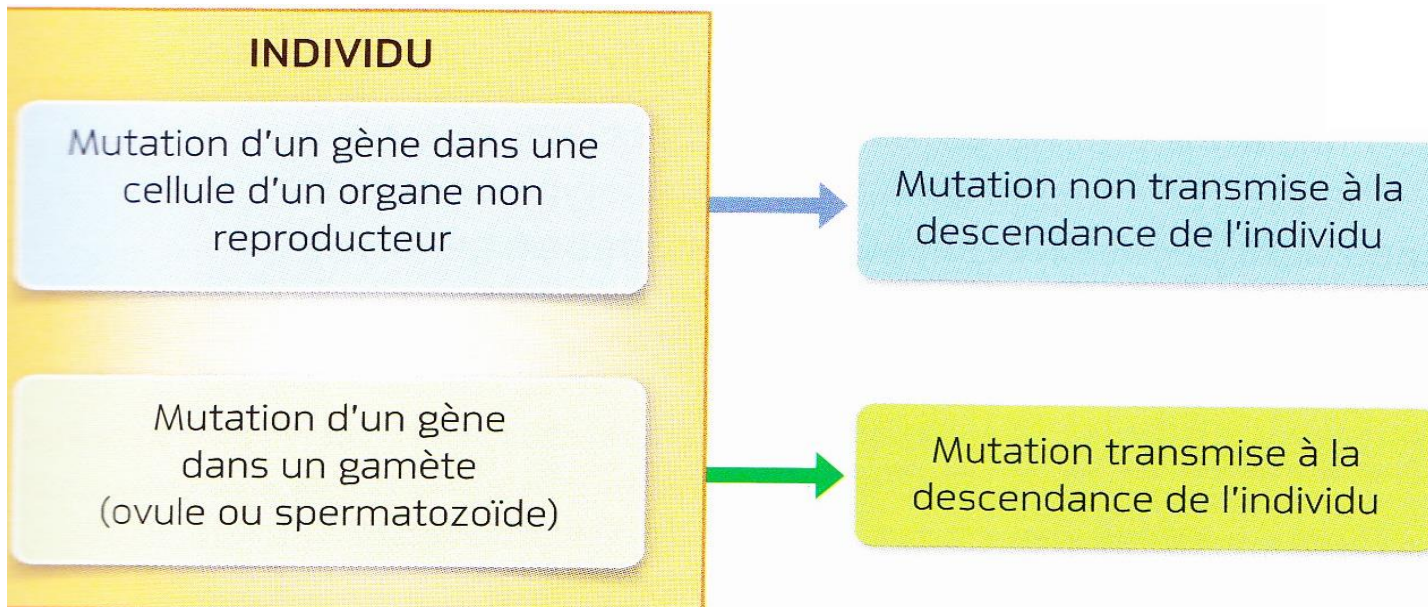 INDIVIDU
Mutation d'un gène dans une
cellule d'un organe non
reproducteur
Mutation non transmise à la
descendance de l'individu
Mutation d'un gène
dans un gamète
(ovule ou spermatozoïde)
Mutation transmise à la
descendance de l'individu